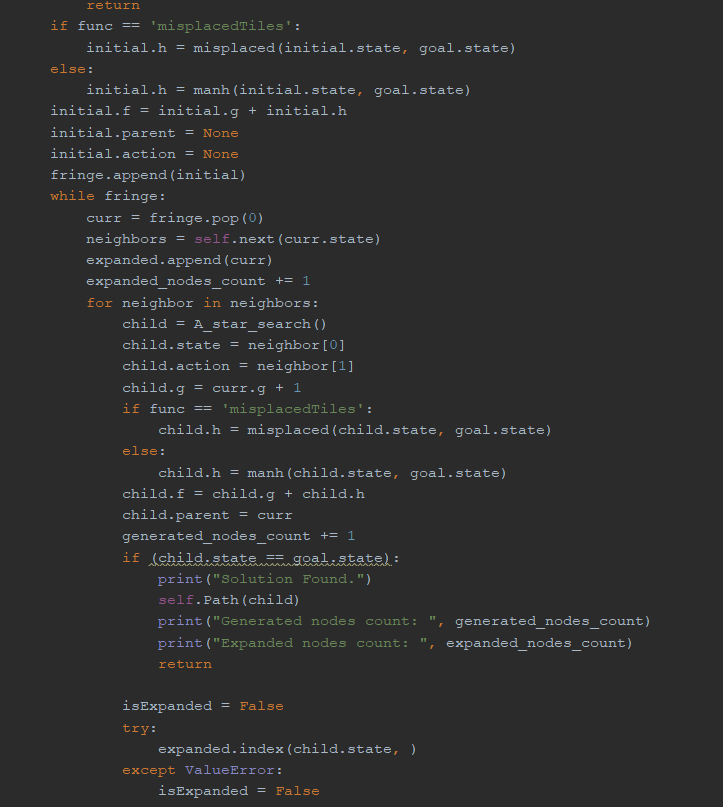 return
if func == 'misplacedTiles':
initial.h = misplaced(initial.state, goal.state)
else:
initial.h = manh(initial.state, goal.state)
initial.f = initial.g + initial.h
initial.parent = None
initial.action = None
fringe.append(initial)
while fringe:
curr = fringe.pop(0)
neighbors = self.next(curr.state)
expanded.append(curr)
expanded_nodes_count += 1
for neighbor in neighbors:
child = A_star_search()
child.state = neighbor[0]
child.action = neighbor[1]
child.g = curr.g + 1
if func == 'misplacedTiles':
child.h = misplaced(child.state, goal.state)
else:
child.h = manh(child.state, goal.state)
child.f = child.g + child.h
child.parent = curr
generated_nodes_count += 1
if (child.state == goal.state):
print("Solution Found.")
self.Path(child)
print("Generated nodes count: ", generated_nodes_count)
print("Expanded nodes count: ", expanded_nodes_count)
return
isExpanded = False
try:
expanded.index(child.state, )
except ValueError:
isExpanded = False